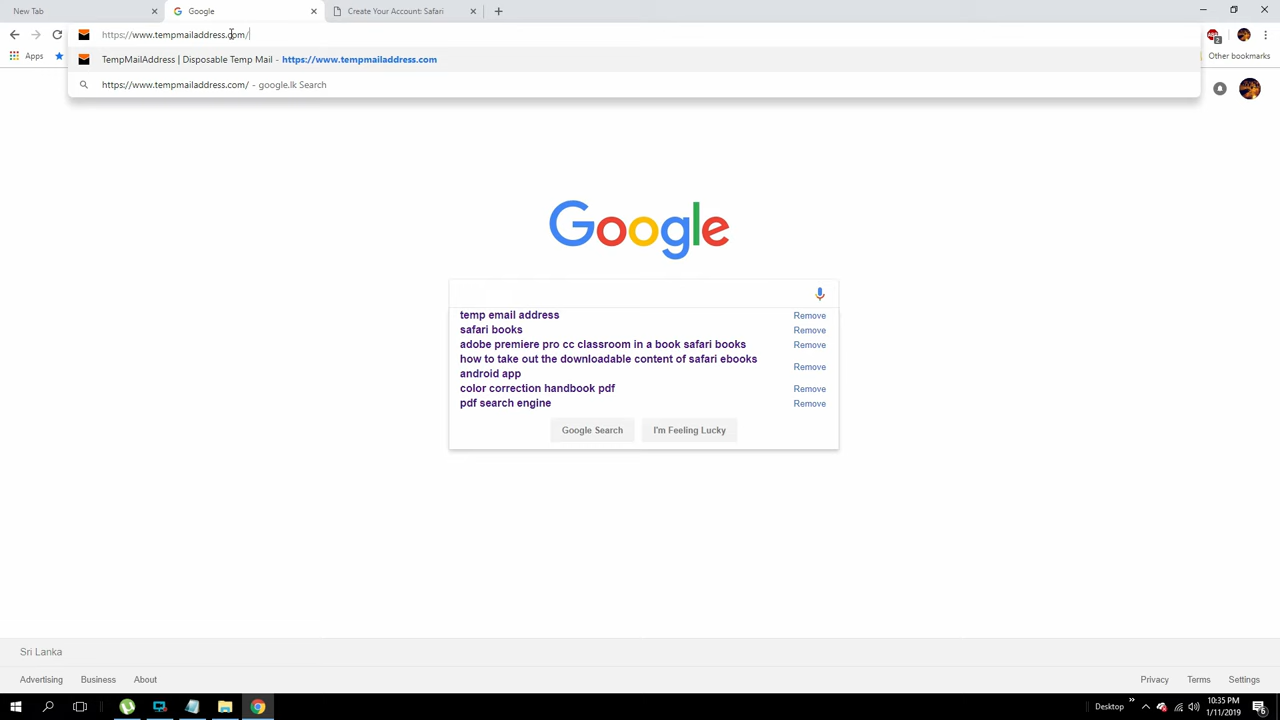 New Tab
Google
Create Your Account: Safari
https://www.tempmailaddress.com/
2
TempMailAddress | Disposable Temp Mail - https://www.tempmailaddress.com
https://www.tempmailaddress.com/ - google.lk Search
Apps
Other bookmarks
Google
temp email address Remove
safari books Remove
adobe premiere pro cc classroom in a book safari books Remove
how to take out the downloadable content of safari ebooks
android app Remove
color correction handbook pdf Remove
pdf search engine Remove
Google Search I'm Feeling Lucky
Sri Lanka
Advertising Business About Privacy Terms Settings
Desktop
10:35 PM
1/11/2019
6